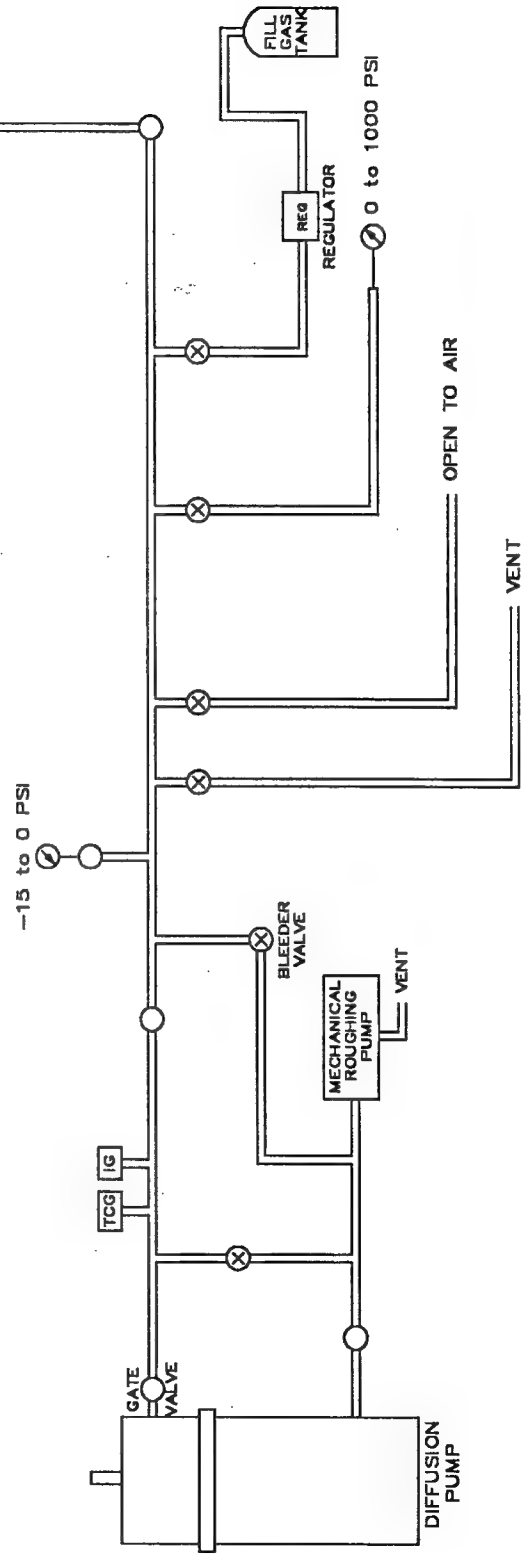 FILL
GAS
TANK
REG
REGULATOR
0 to 1000 PSI
OPEN TO AIR
VENT
-15 to 0 PSI
BLEEDER
VALVE
MECHANICAL
ROUGHING
PUMP
VENT
IG
TCG
GATE
VALVE
DIFFUSION
PUMP